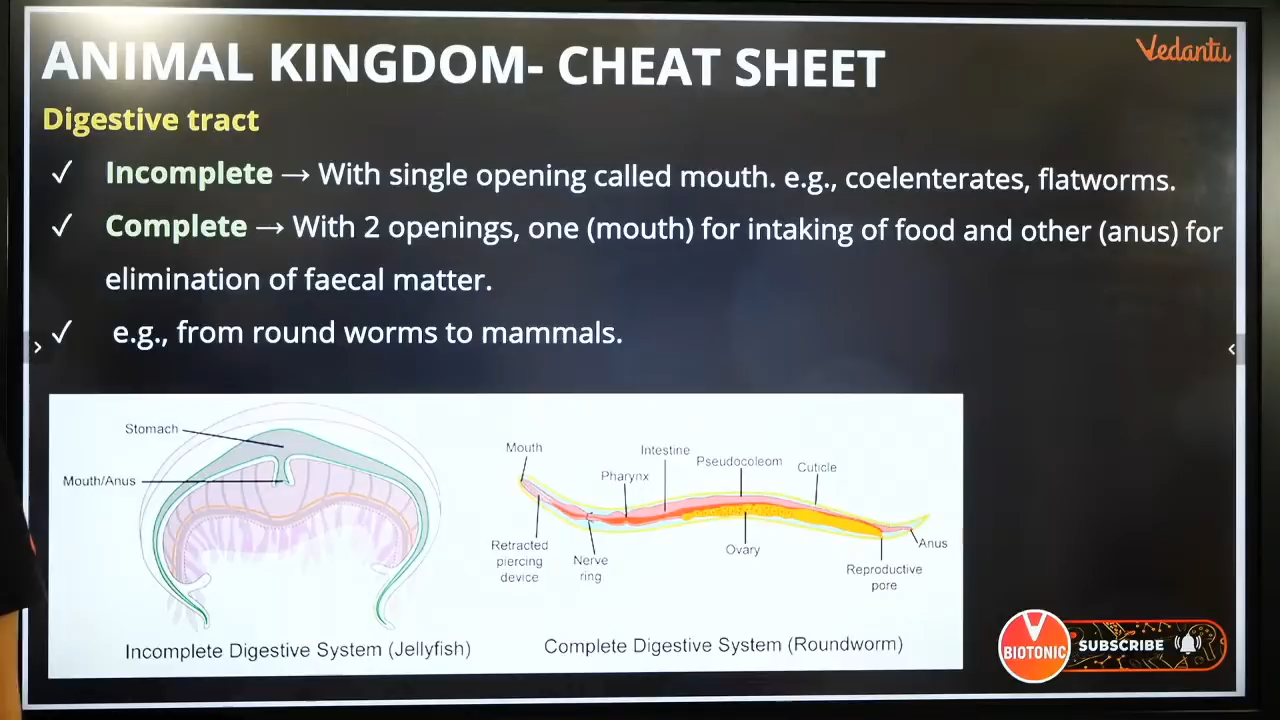 ANIMAL KINGDOM- CHEAT SHEET
Vedantu
Digestive tract
✓ Incomplete → With single opening called mouth. e.g., coelenterates, flatworms.
✓ Complete → With 2 openings, one (mouth) for intaking of food and other (anus) for
elimination of faecal matter.
✓ e.g., from round worms to mammals.
Stomach
Mouth/Anus
Incomplete Digestive System (Jellyfish)
Mouth
Pharynx
Intestine
Pseudocoleom
Cuticle
Retracted
piercing
device
Nerve
ring
Ovary
Reproductive
pore
Anus
Complete Digestive System (Roundworm)
V
BIOTONIC
SUBSCRIBE